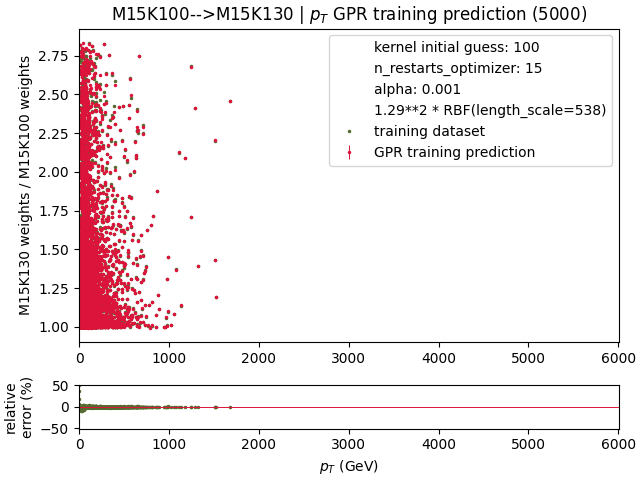 M15K100-->M15K130 | pT GPR training prediction (5000)
M15K130 weights / M15K100 weights
2.75
2.50
2.25
2.00
1.75
1.50
1.25
1.00
kernel initial guess: 100
n_restarts_optimizer: 15
alpha: 0.001
1.29**2 * RBF(length_scale=538)
training dataset
GPR training prediction
0 1000 2000 3000 4000 5000 6000
relative
error (%)
50
0
−50
0 1000 2000 3000 4000 5000 6000
pT (GeV)